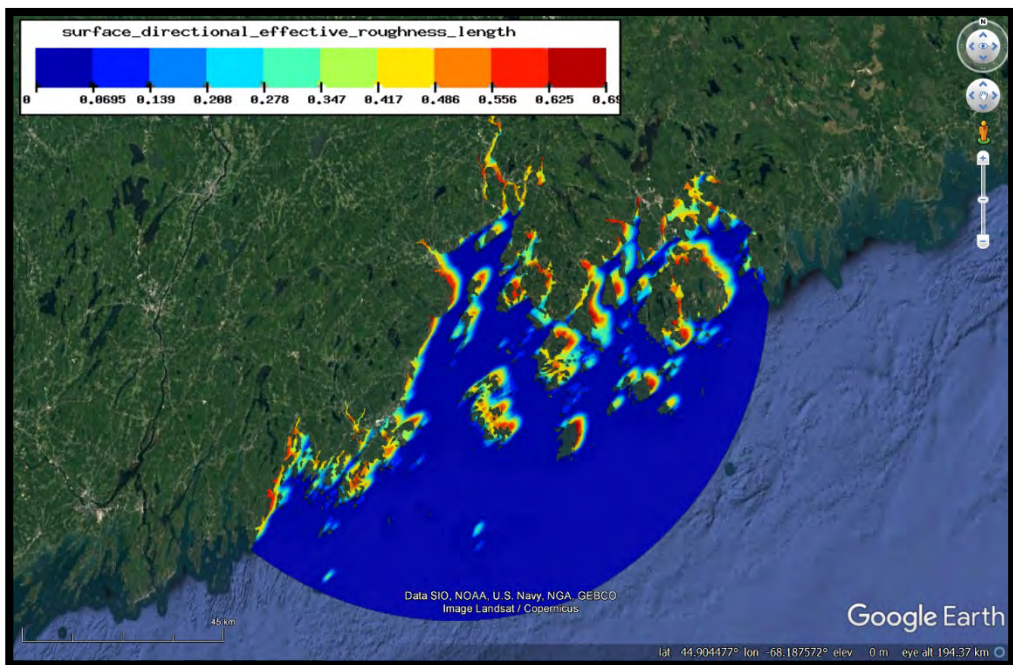 surface_directional_effective_roughness_length
0 0.0695 0.139 0.208 0.278 0.347 0.417 0.486 0.556 0.625 0.69
N
Data SIO, NOAA, U.S. Navy, NGA, GEBCO
Image Landsat / Copernicus
45 km
Google Earth
lat 44.904477° lon -68.187572° elev 0 m eye alt 194.37 km